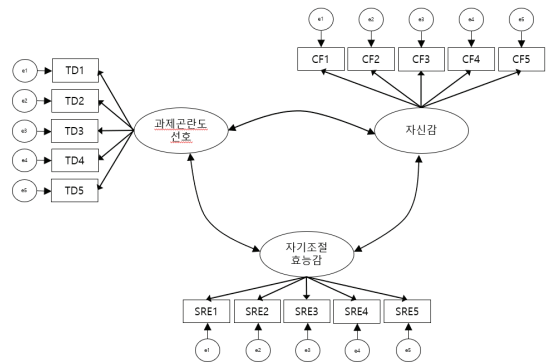 e1 e2 e3 e4 e5
CF1 CF2 CF3 CF4 CF5
e1 TD1
e2 TD2
e3 TD3
e4 TD4
e5 TD5
과제곤란도
선호
자신감
자기조절
효능감
SRE1 SRE2 SRE3 SRE4 SRE5
e1 e2 e3 e4 e5